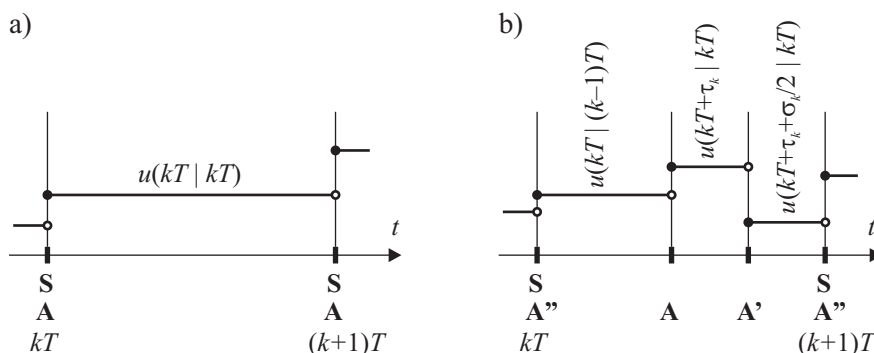 a)
u(kT | kT)
t
S
S
A
A
kT
(k+1)T
b)
u(kT | (k–1)T)
u(kT+τk | kT)
u(kT+τk+σk/2 | kT)
t
S
S
A”
A
A’
A”
kT
(k+1)T